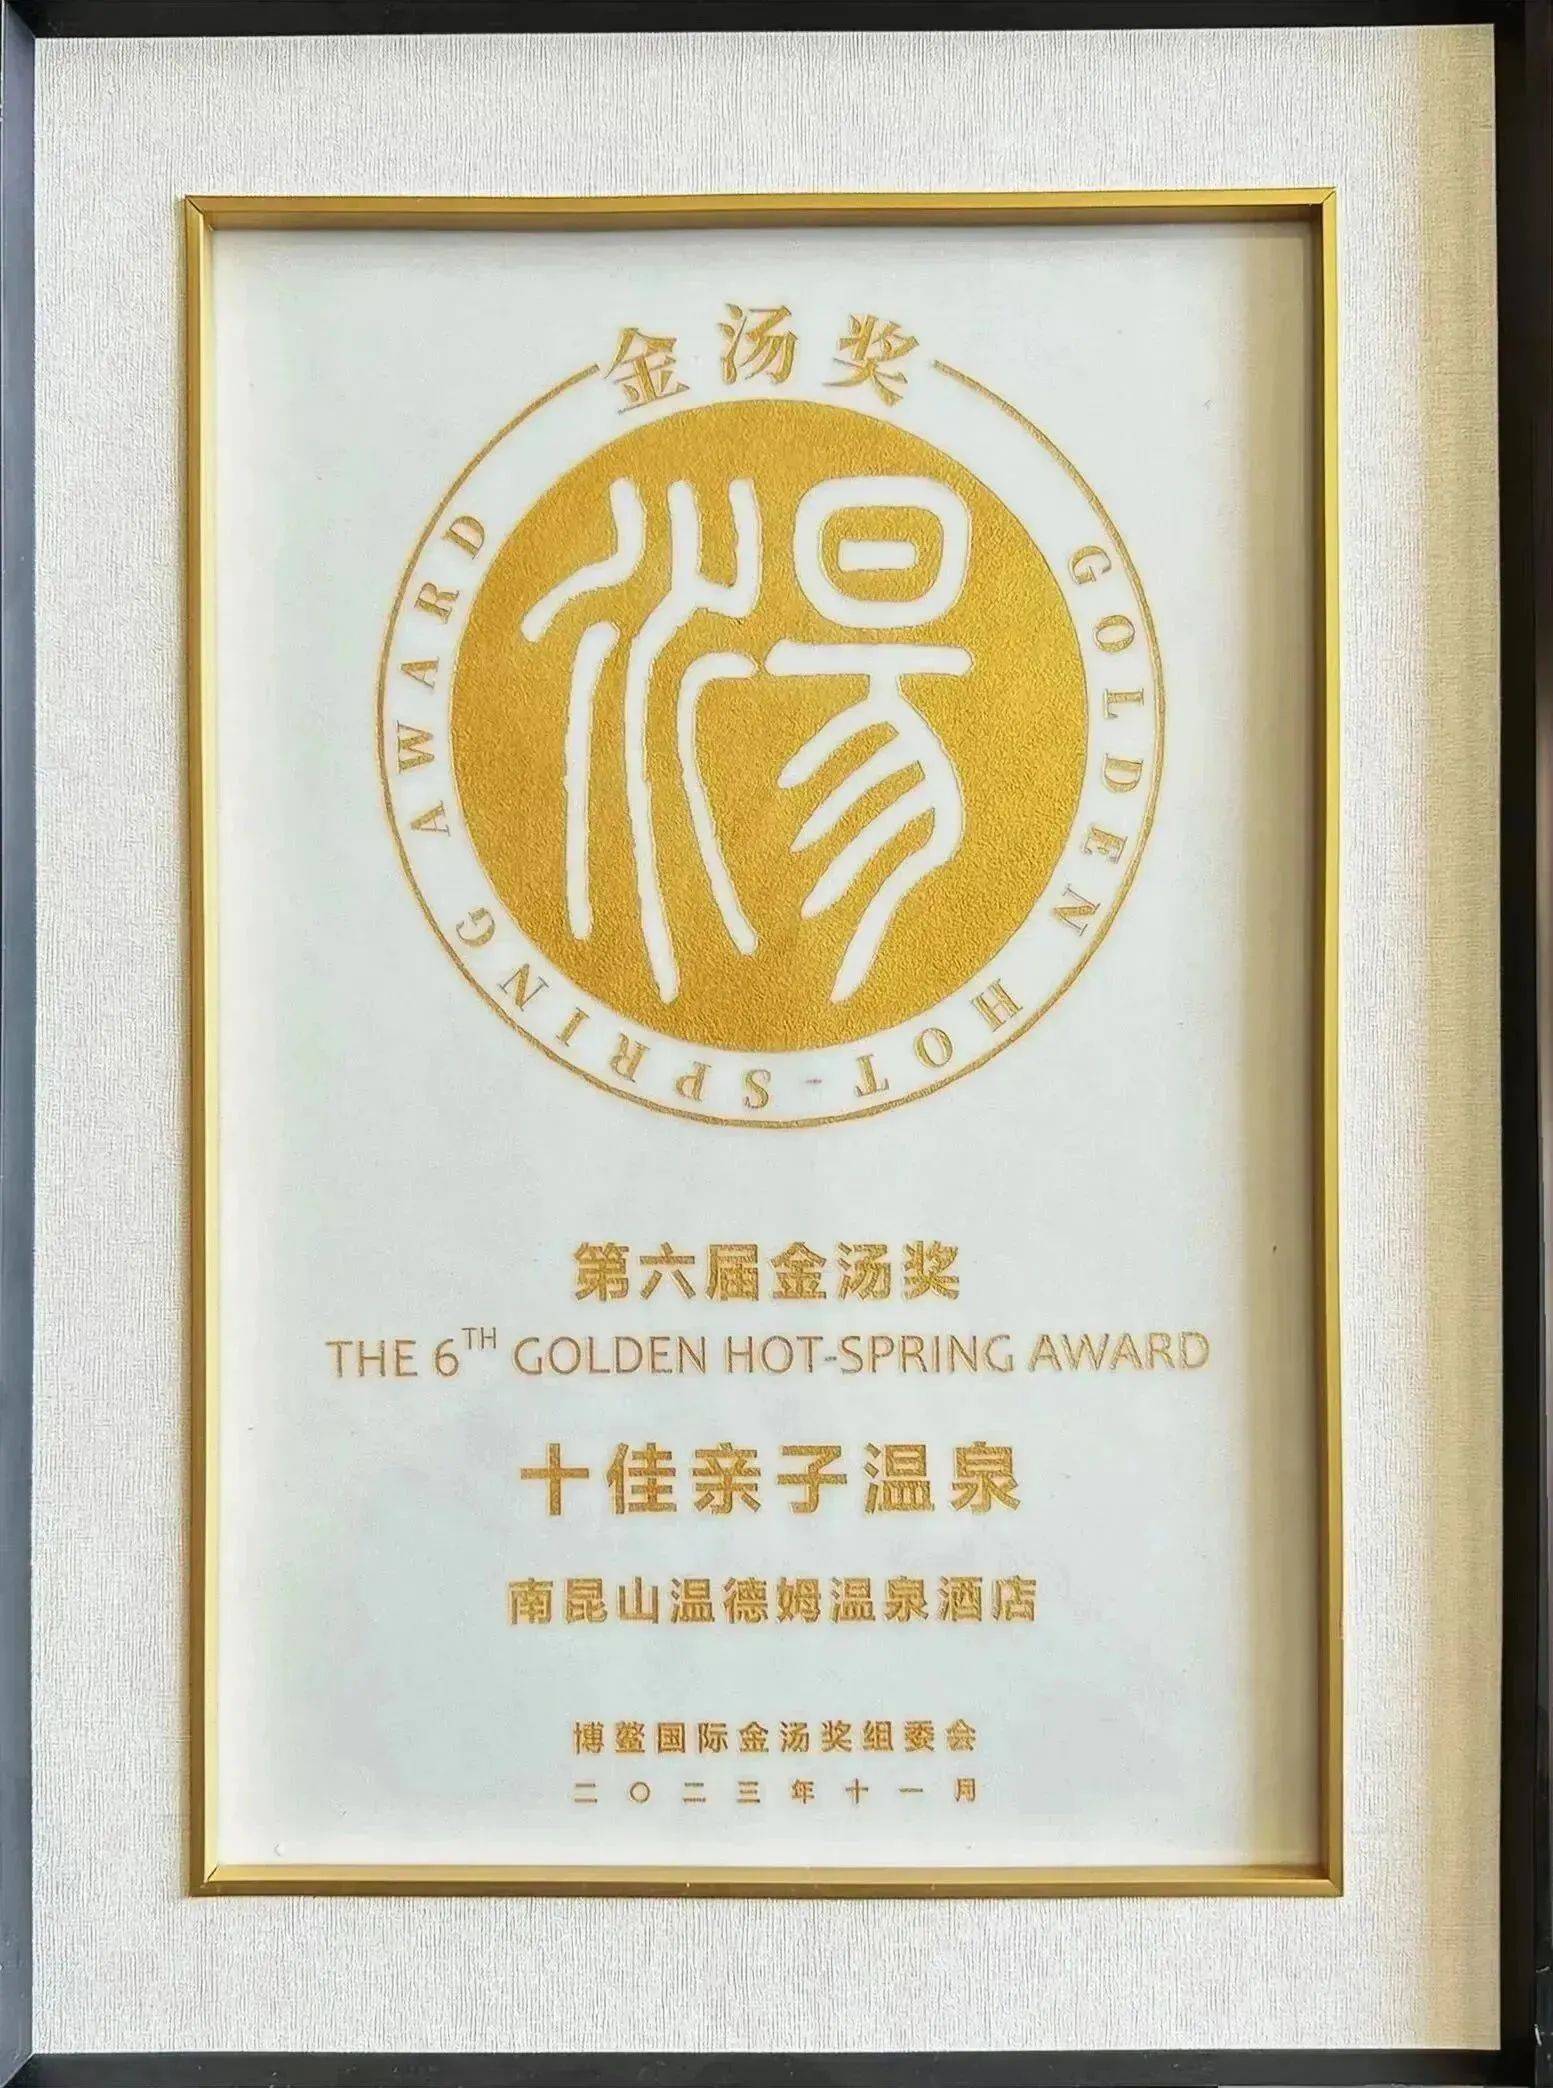 金汤奖
GOLDEN HOT-SPRING AWARD
湯
第六届金汤奖
THE 6TH GOLDEN HOT-SPRING AWARD
十佳亲子温泉
南昆山温德姆温泉酒店
博鳌国际金汤奖组委会
二〇二三年十一月